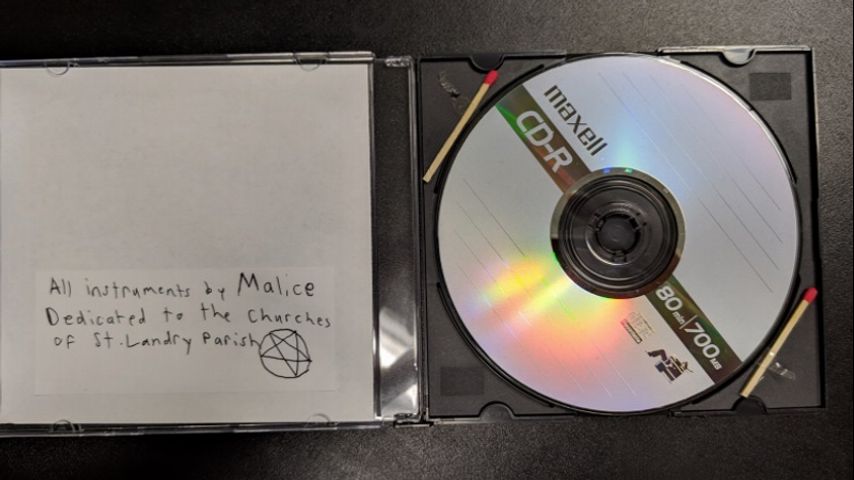 All instruments by Malice
Dedicated to the Churches
of St. Landry Parish
maxell
CD-R
80 min/700 MB